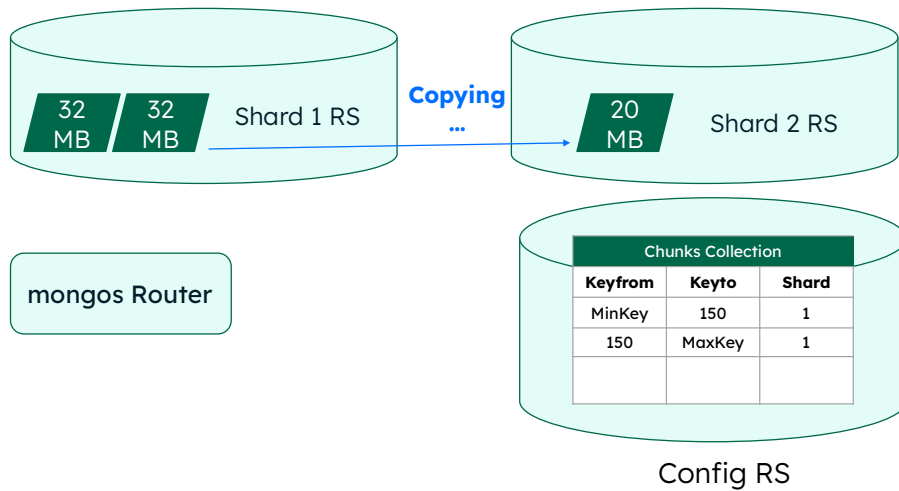 32
MB
32
MB
Shard 1 RS
Copying
...
20
MB
Shard 2 RS
mongos Router
Chunks Collection
Keyfrom Keyto Shard
MinKey 150 1
150 MaxKey 1
Config RS